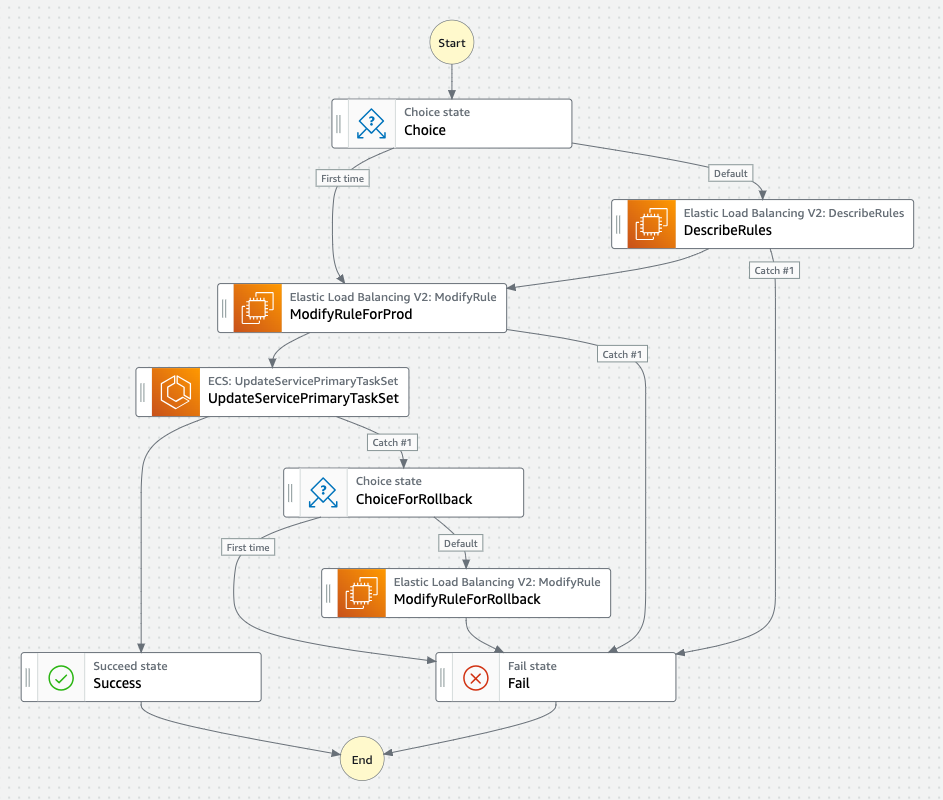 Start
Choice state
Choice
First time
Default
Elastic Load Balancing V2: DescribeRules
DescribeRules
Catch #1
Elastic Load Balancing V2: ModifyRule
ModifyRuleForProd
Catch #1
ECS: UpdateServicePrimaryTaskSet
UpdateServicePrimaryTaskSet
Catch #1
Choice state
ChoiceForRollback
First time
Default
Elastic Load Balancing V2: ModifyRule
ModifyRuleForRollback
Succeed state
Success
Fail state
Fail
End